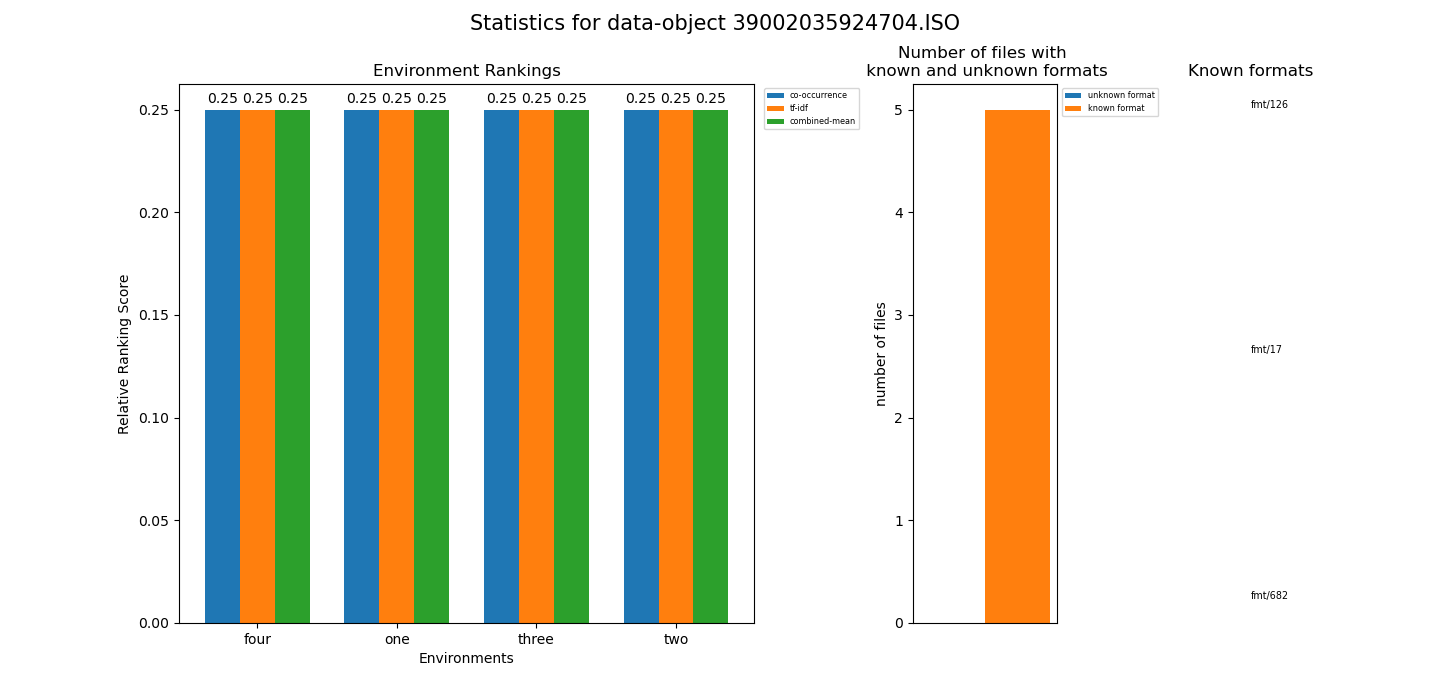 Statistics for data-object 39002035924704.ISO
Environment Rankings
0.25 0.25 0.25 0.25 0.25 0.25 0.25 0.25 0.25 0.25 0.25 0.25
co-occurrence
tf-idf
combined-mean
0.25
0.20
0.15
0.10
0.05
0.00
Relative Ranking Score
four one three two
Environments
Number of files with
known and unknown formats
unknown format
known format
5
4
3
2
1
0
number of files
Known formats
fmt/126
fmt/17
fmt/682